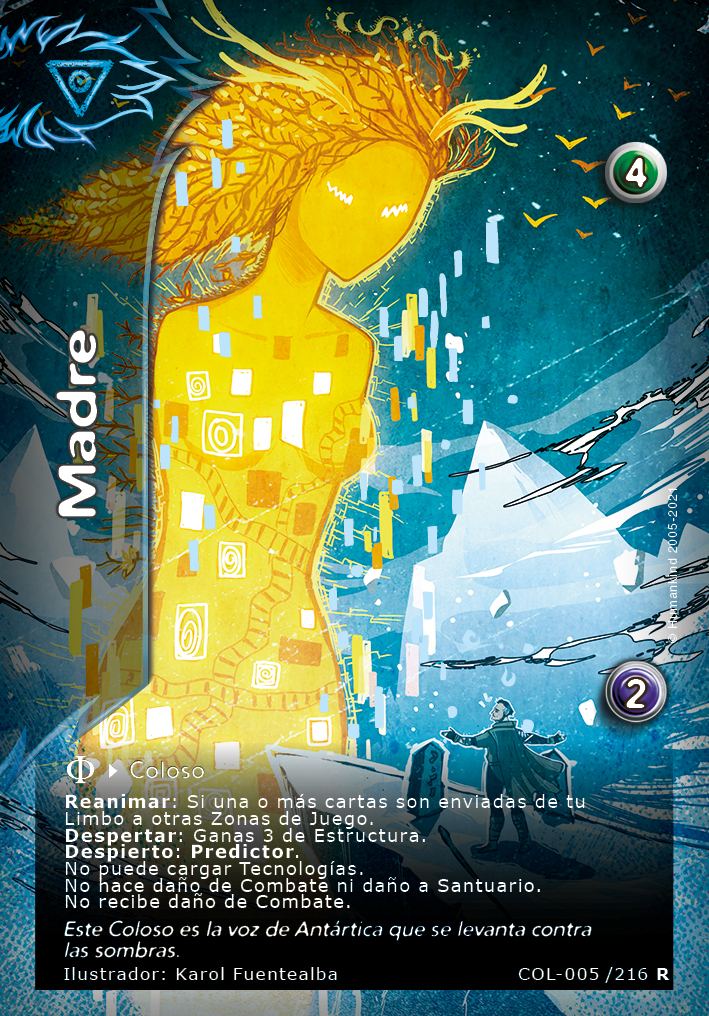 4
Madre
© Humankind 2005-2021
2
Φ ▸ Coloso
Reanimar: Si una o más cartas son enviadas de tu
Limbo a otras Zonas de Juego.
Despertar: Ganas 3 de Estructura.
Despierto: Predictor.
No puede cargar Tecnologías.
No hace daño de Combate ni daño a Santuario.
No recibe daño de Combate.
Este Coloso es la voz de Antártica que se levanta contra
las sombras.
Ilustrador: Karol Fuentealba COL-005/216 R